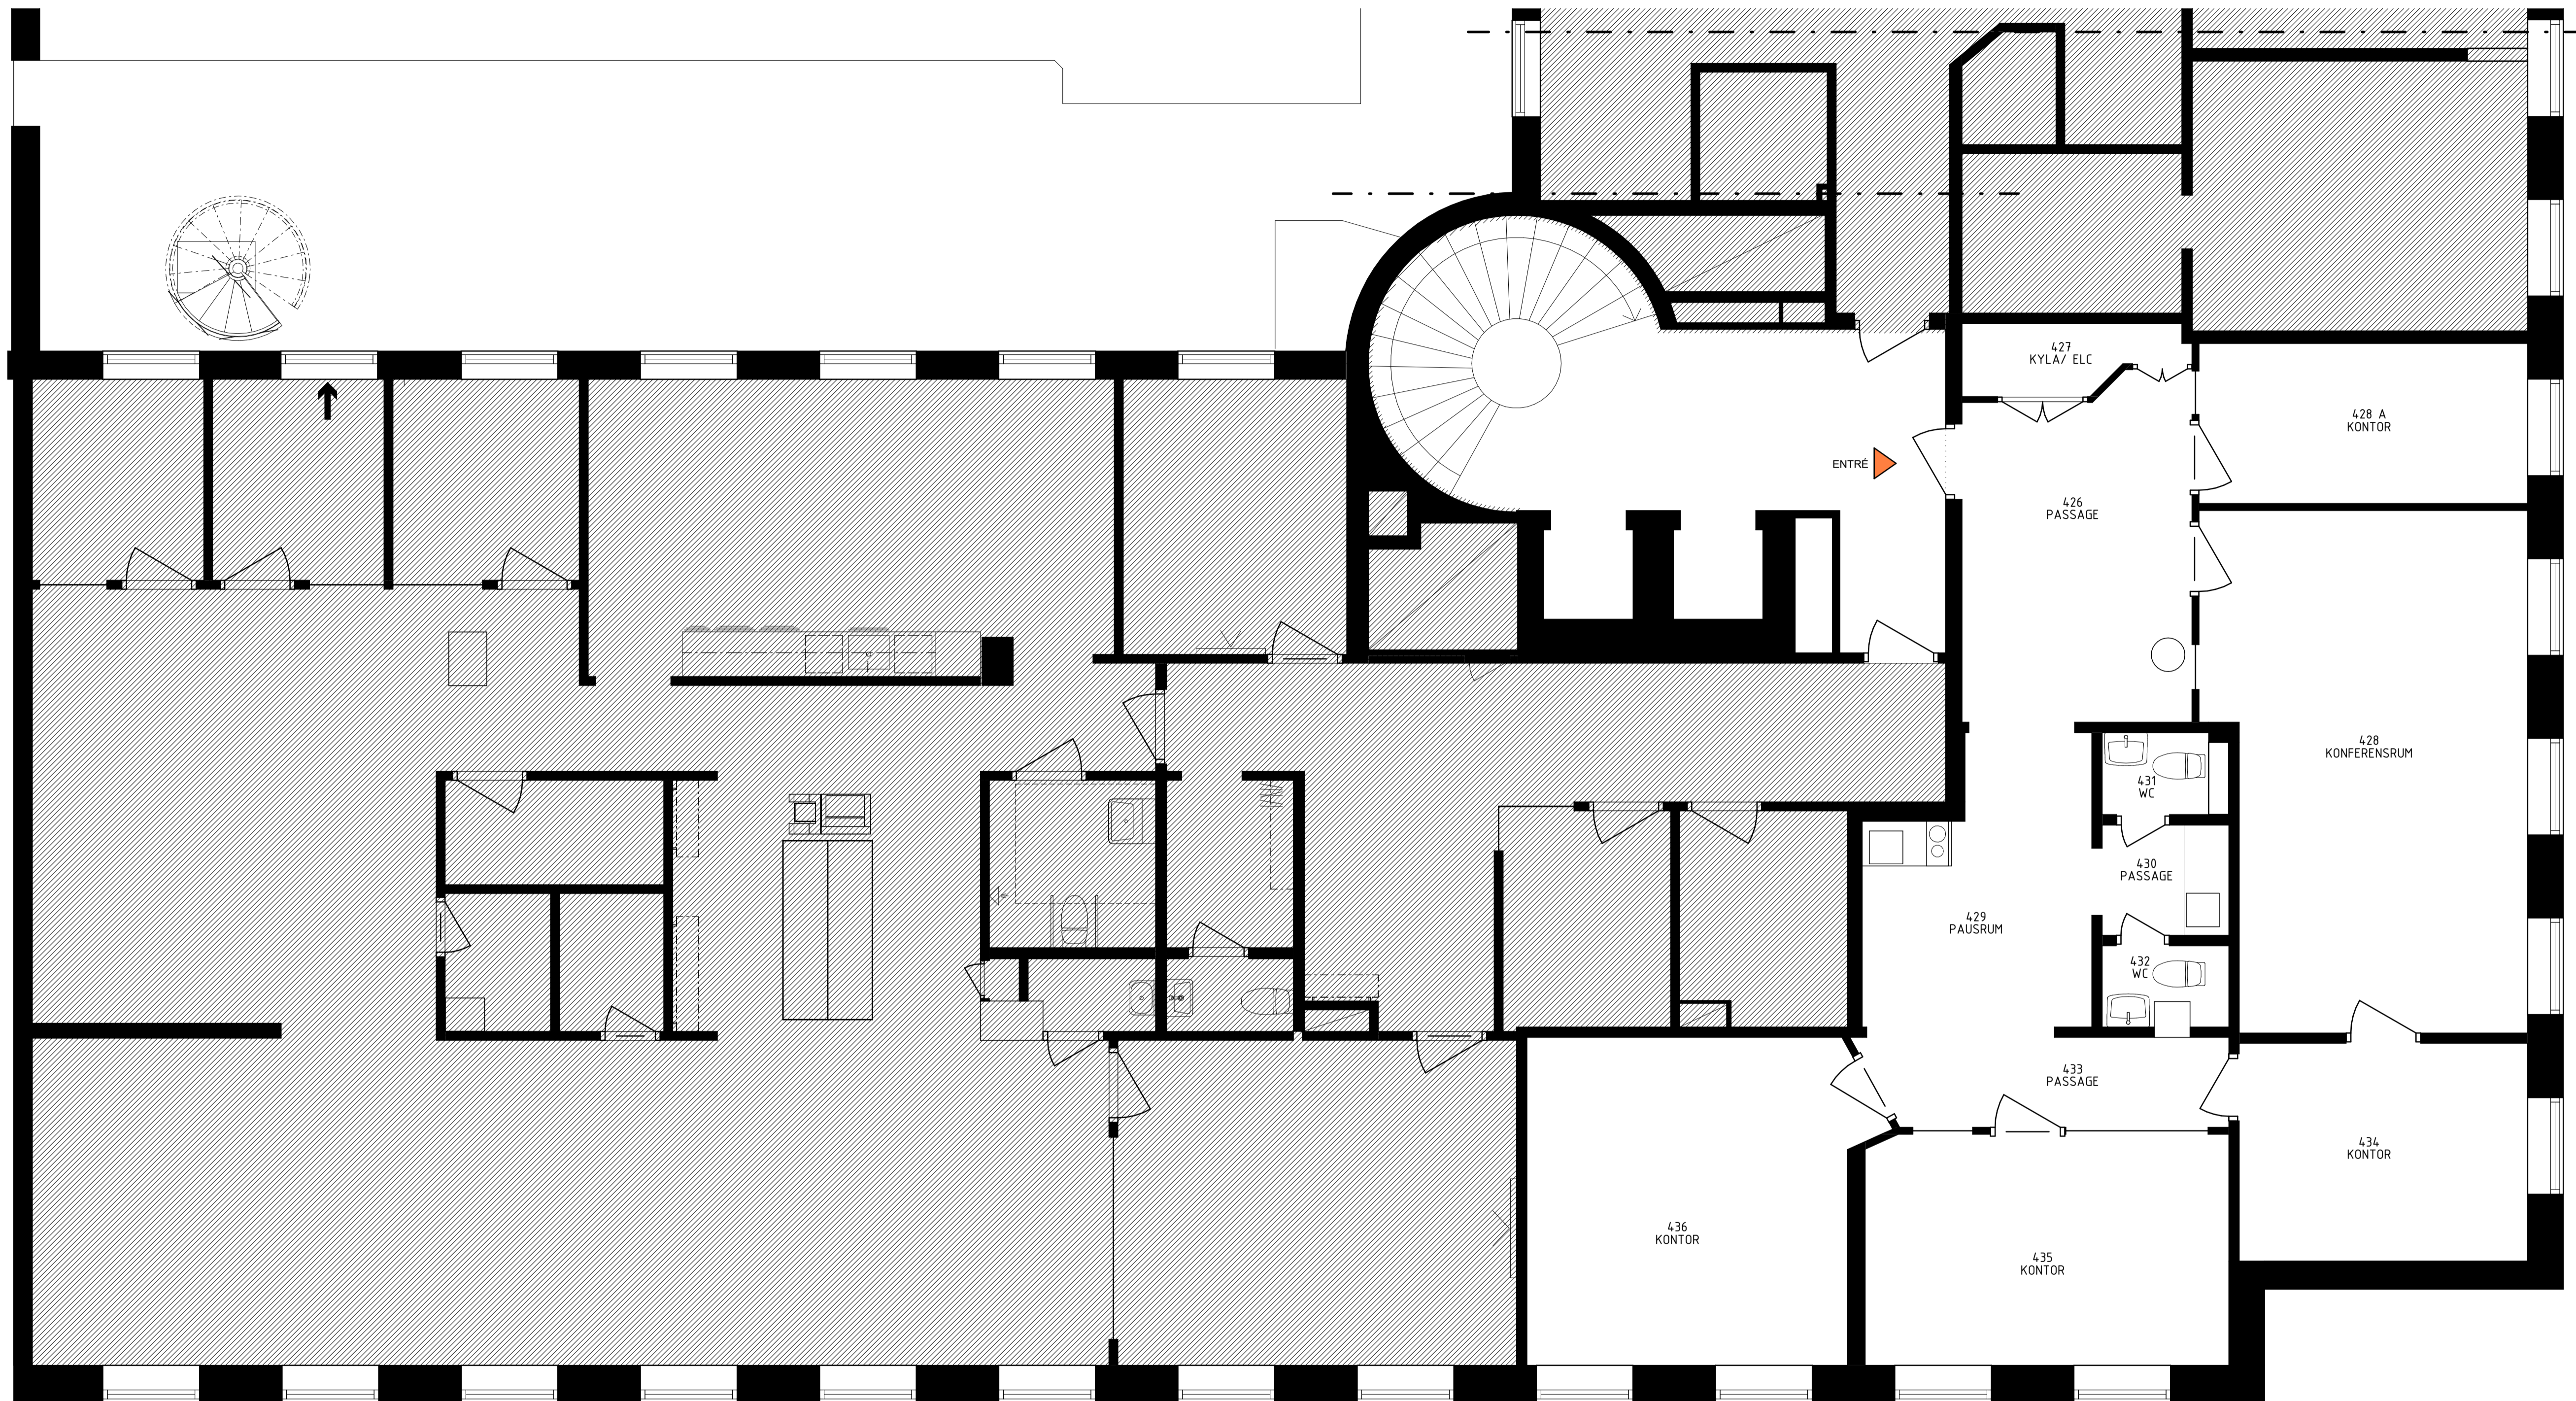 427
KYLA/ ELC
428 A
KONTOR
ENTRÉ
426
PASSAGE
428
KONFERENSRUM
431
WC
430
PASSAGE
429
PAUSRUM
432
WC
433
PASSAGE
434
KONTOR
436
KONTOR
435
KONTOR